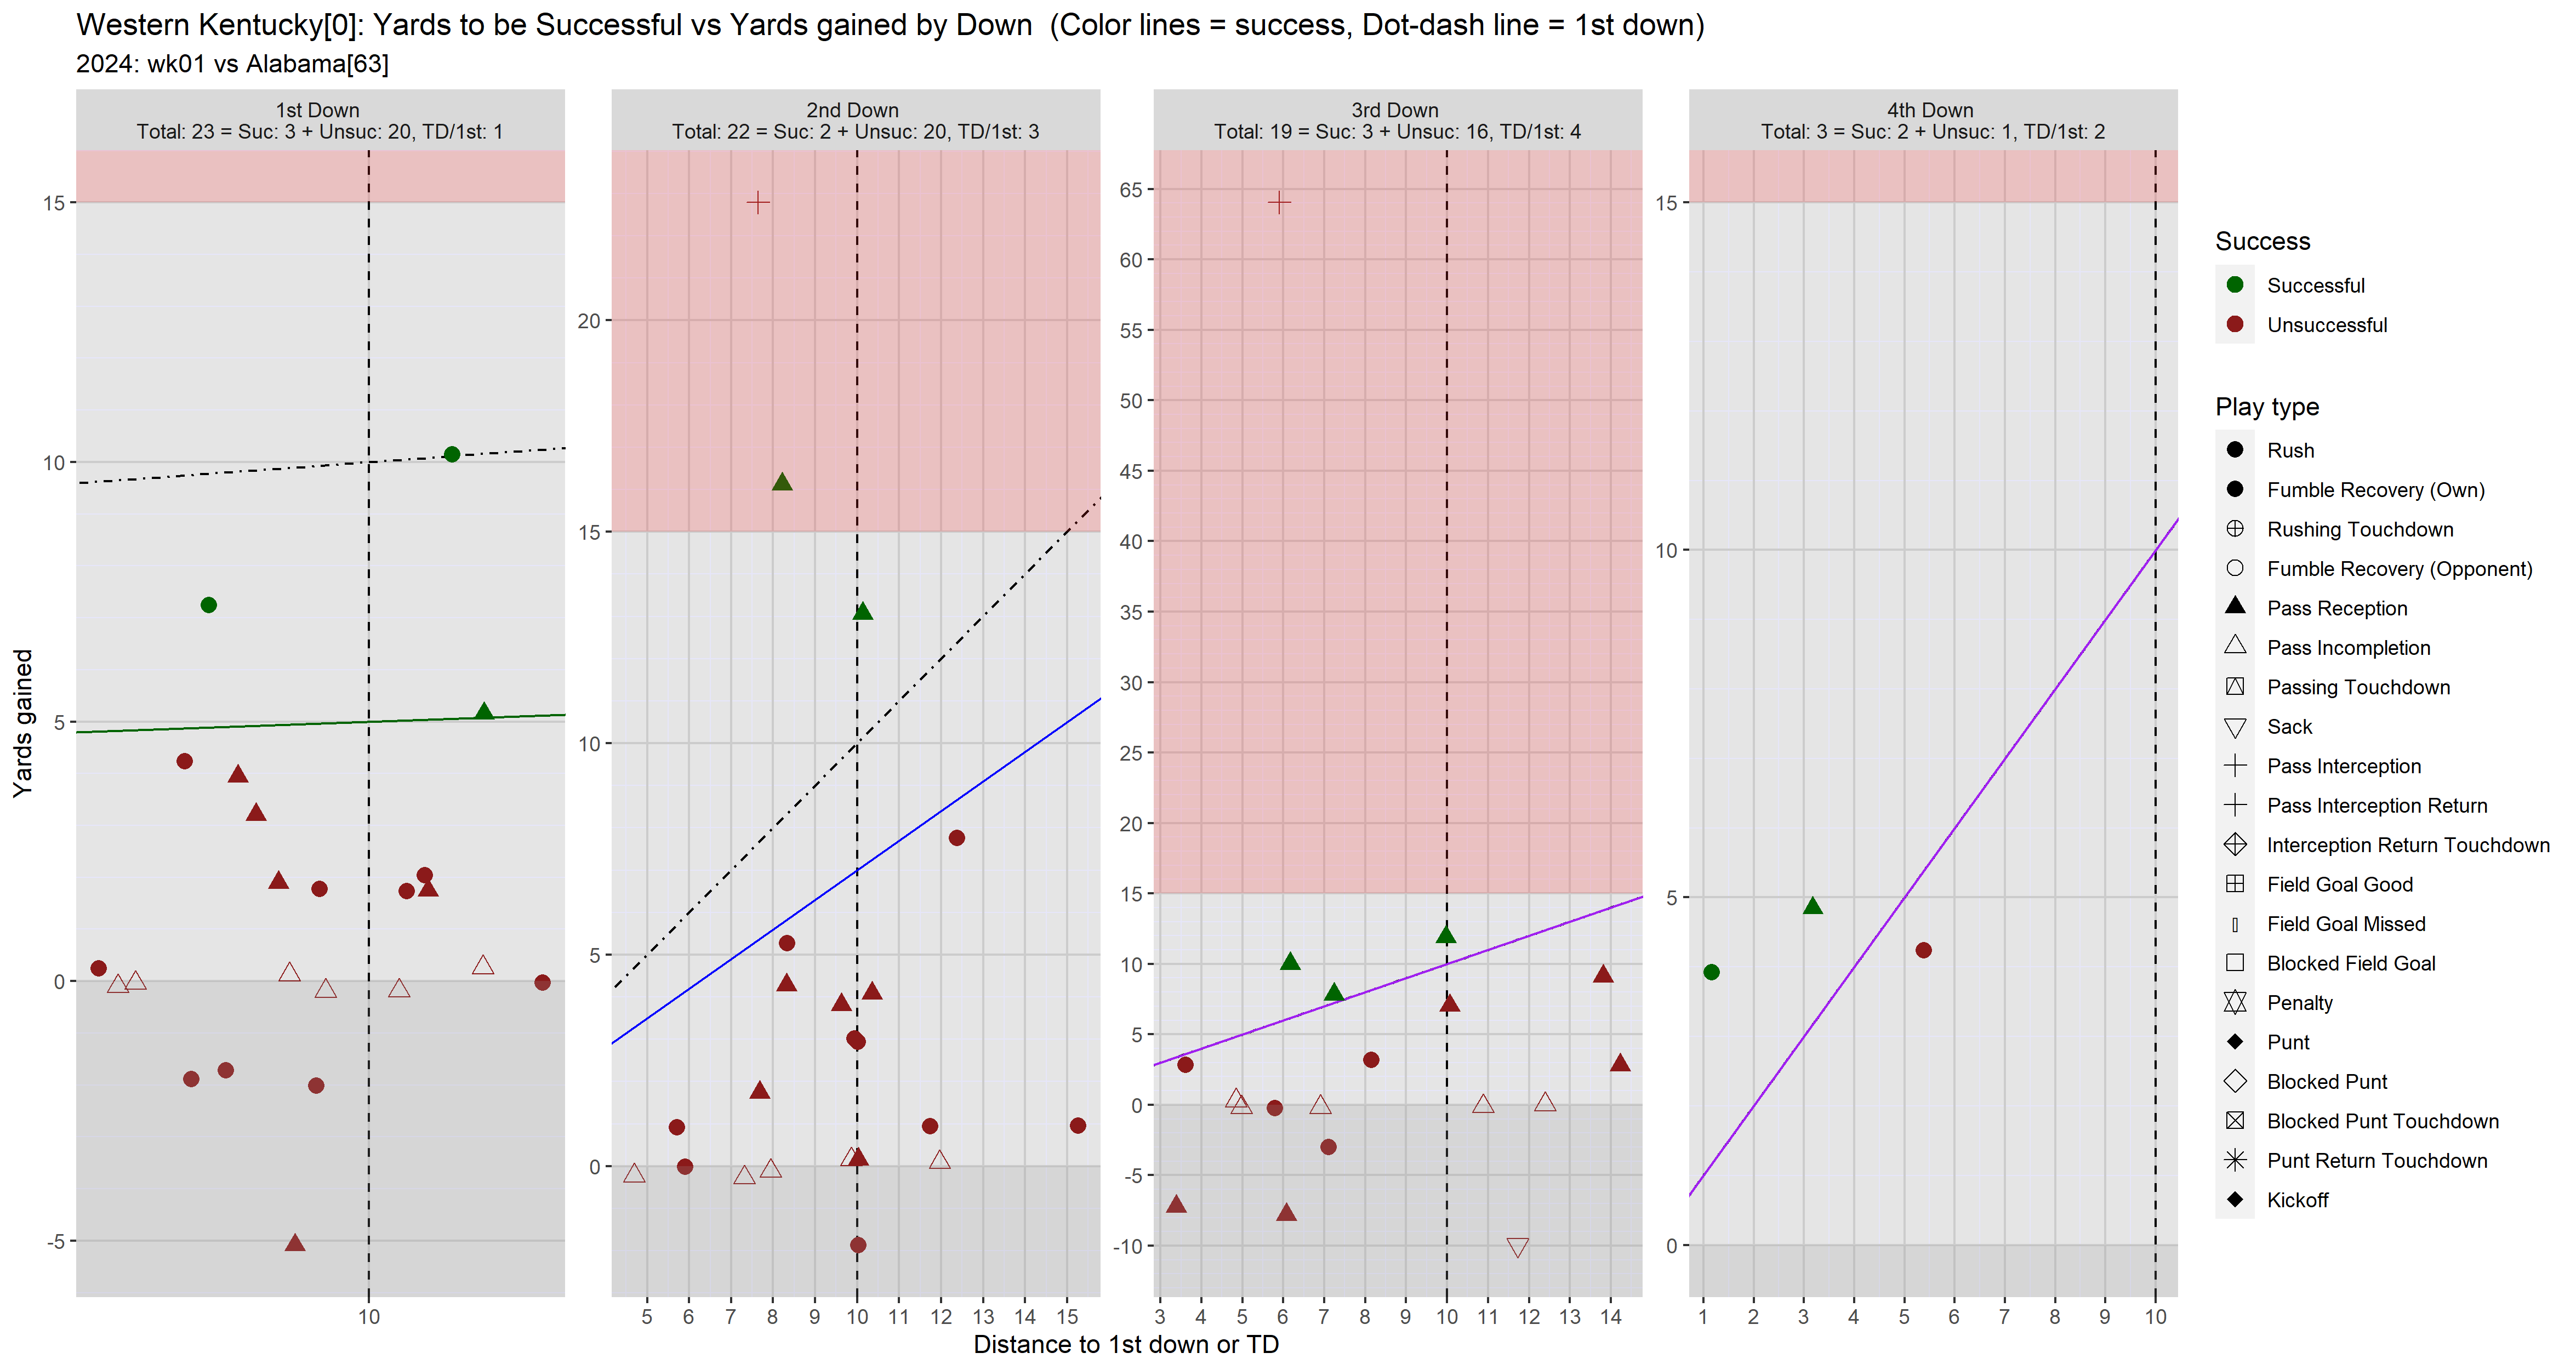 Western Kentucky[0]: Yards to be Successful vs Yards gained by Down  (Color lines = success, Dot-dash line = 1st down)
2024: wk01 vs Alabama[63]
1st Down
Total: 23 = Suc: 3 + Unsuc: 20, TD/1st: 1
2nd Down
Total: 22 = Suc: 2 + Unsuc: 20, TD/1st: 3
3rd Down
Total: 19 = Suc: 3 + Unsuc: 16, TD/1st: 4
4th Down
Total: 3 = Suc: 2 + Unsuc: 1, TD/1st: 2
Yards gained
15
10
5
0
-5
10
20
15
10
5
0
5 6 7 8 9 10 11 12 13 14 15
65
60
55
50
45
40
35
30
25
20
15
10
5
0
-5
-10
3 4 5 6 7 8 9 10 11 12 13 14
15
10
5
0
1 2 3 4 5 6 7 8 9 10
Distance to 1st down or TD
Success
Successful
Unsuccessful
Play type
Rush
Fumble Recovery (Own)
Rushing Touchdown
Fumble Recovery (Opponent)
Pass Reception
Pass Incompletion
Passing Touchdown
Sack
Pass Interception
Pass Interception Return
Interception Return Touchdown
Field Goal Good
Field Goal Missed
Blocked Field Goal
Penalty
Punt
Blocked Punt
Blocked Punt Touchdown
Punt Return Touchdown
Kickoff